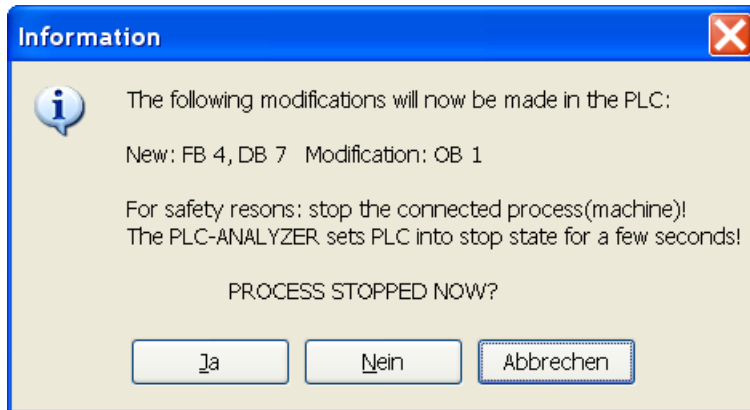 Information
The following modifications will now be made in the PLC:
New: FB 4, DB 7   Modification: OB 1
For safety resons: stop the connected process(machine)!
The PLC-ANALYZER sets PLC into stop state for a few seconds!
PROCESS STOPPED NOW?
Ja Nein Abbrechen